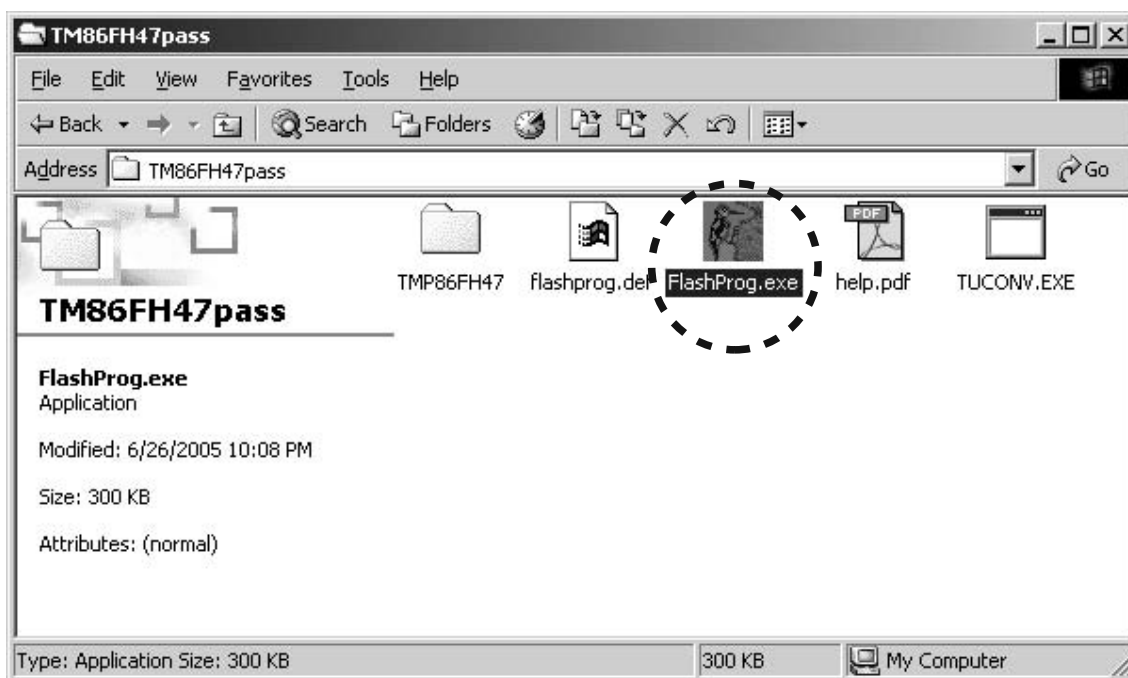 TM86FH47pass
File Edit View Favorites Tools Help
Back Search Folders
Address TM86FH47pass Go
PDF
TMP86FH47 flashprog.def FlashProg.exe help.pdf TUCONV.EXE
TM86FH47pass
FlashProg.exe
Application
Modified: 6/26/2005 10:08 PM
Size: 300 KB
Attributes: (normal)
Type: Application Size: 300 KB 300 KB My Computer